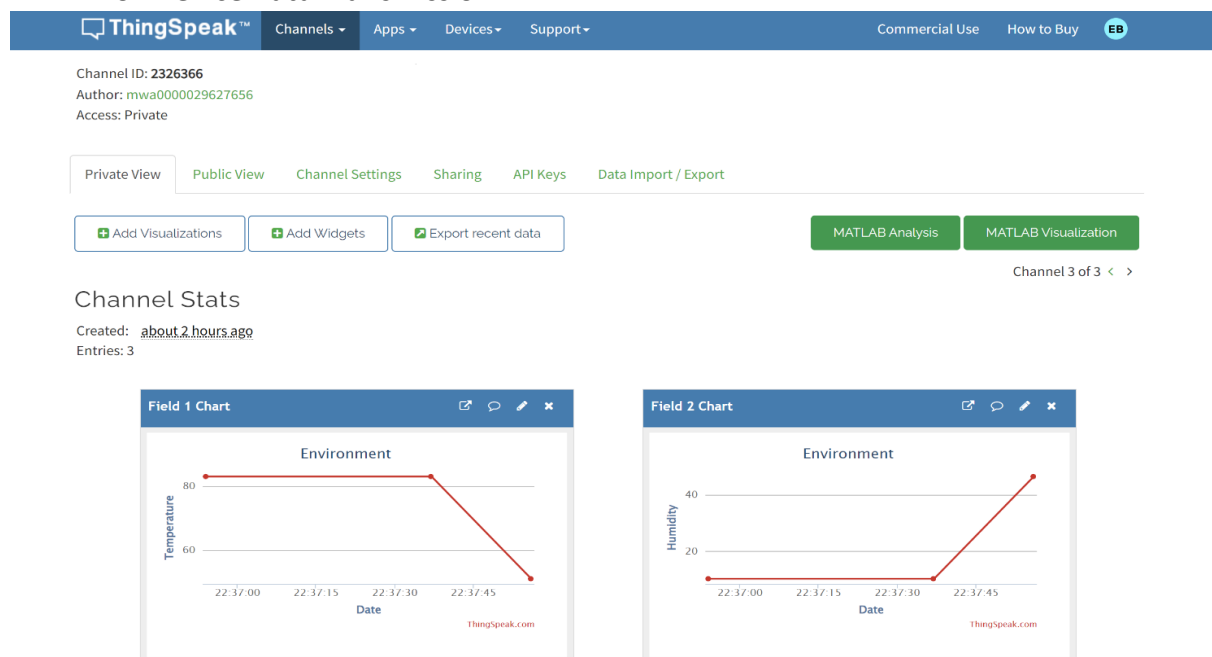 ThingSpeak™ Channels Apps Devices Support Commercial Use How to Buy EB
Channel ID: 2326366
Author: mwa0000029627656
Access: Private
Private View Public View Channel Settings Sharing API Keys Data Import / Export
Add Visualizations Add Widgets Export recent data MATLAB Analysis MATLAB Visualization
Channel 3 of 3 < >
Channel Stats
Created: about 2 hours ago
Entries: 3
Field 1 Chart
Environment
Temperature
80
60
22:37:00 22:37:15 22:37:30 22:37:45
Date
ThingSpeak.com
Field 2 Chart
Environment
Humidity
40
20
22:37:00 22:37:15 22:37:30 22:37:45
Date
ThingSpeak.com